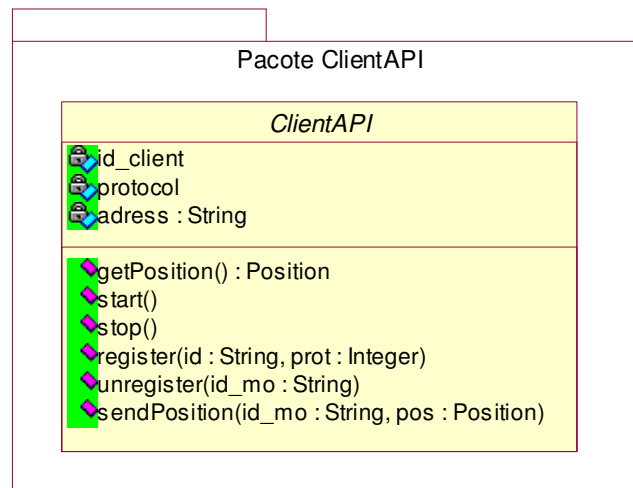 Pacote ClientAPI
ClientAPI
id_client
protocol
adress : String
getPosition() : Position
start()
stop()
register(id : String, prot : Integer)
unregister(id_mo : String)
sendPosition(id_mo : String, pos : Position)